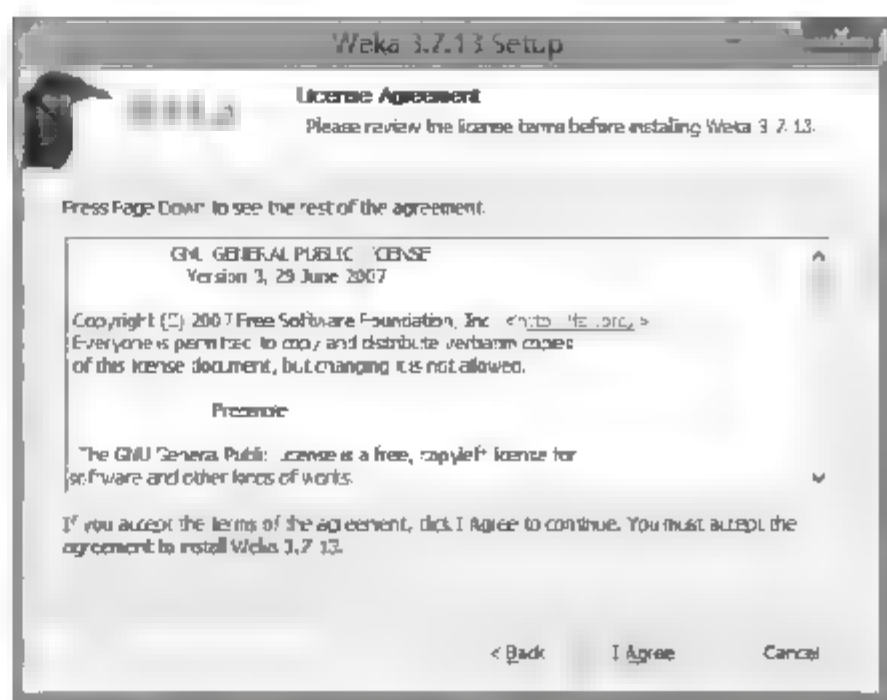 Weka 3.7.13 Setup
License Agreement
Please review the license terms before installing Weka 3.7.13.
Press Page Down to see the rest of the agreement.
GNU GENERAL PUBLIC LICENSE
Version 3, 29 June 2007
Copyright (C) 2007 Free Software Foundation, Inc.
Everyone is permitted to copy and distribute verbatim copies
of this license document, but changing it is not allowed.
Preamble
The GNU General Public License is a free, copyleft license for
software and other kinds of works.
If you accept the terms of the agreement, click I Agree to continue. You must accept the
agreement to install Weka 3.7.13.
< Back
I Agree
Cancel